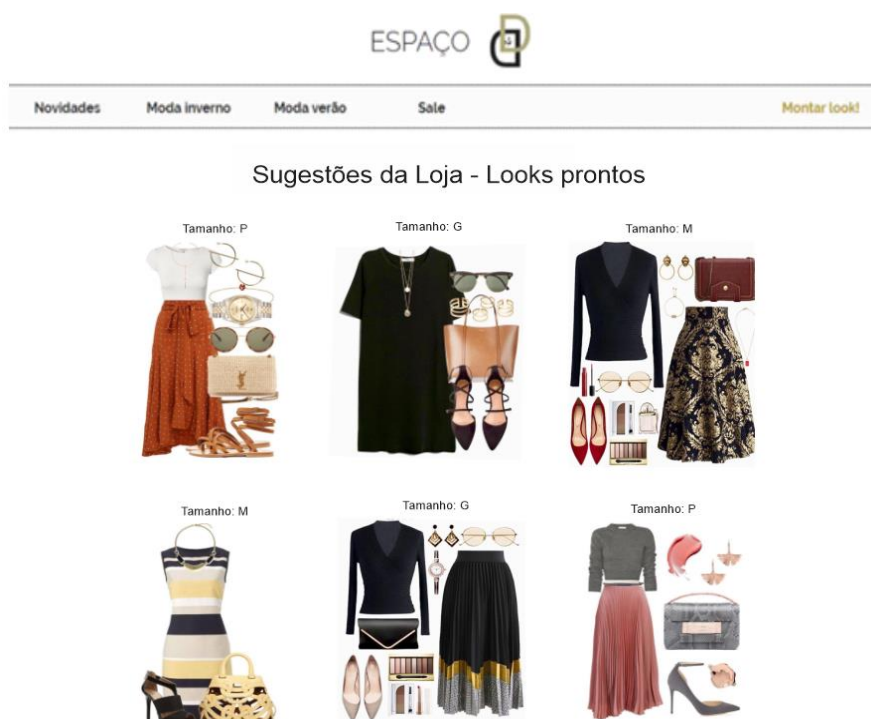 ESPAÇO
Novidades Moda inverno Moda verão Sale Montar look!
Sugestões da Loja - Looks prontos
Tamanho: P
Tamanho: G
Tamanho: M
Tamanho: M
Tamanho: G
Tamanho: P